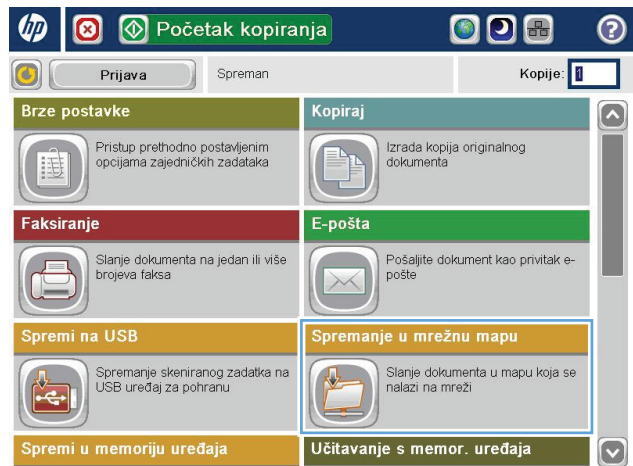 hp
Početak kopiranja
?
Prijava
Spreman
Kopije: 1
Brze postavke
Pristup prethodno postavljenim
opcijama zajedničkih zadataka
Kopiraj
Izrada kopija originalnog
dokumenta
Faksiranje
Slanje dokumenta na jedan ili više
brojeva faksa
E-pošta
Pošaljite dokument kao privitak e-
pošte
Spremi na USB
Spremanje skeniranog zadatka na
USB uređaj za pohranu
Spremanje u mrežnu mapu
Slanje dokumenta u mapu koja se
nalazi na mreži
Spremi u memoriju uređaja
Učitavanje s memor. uređaja